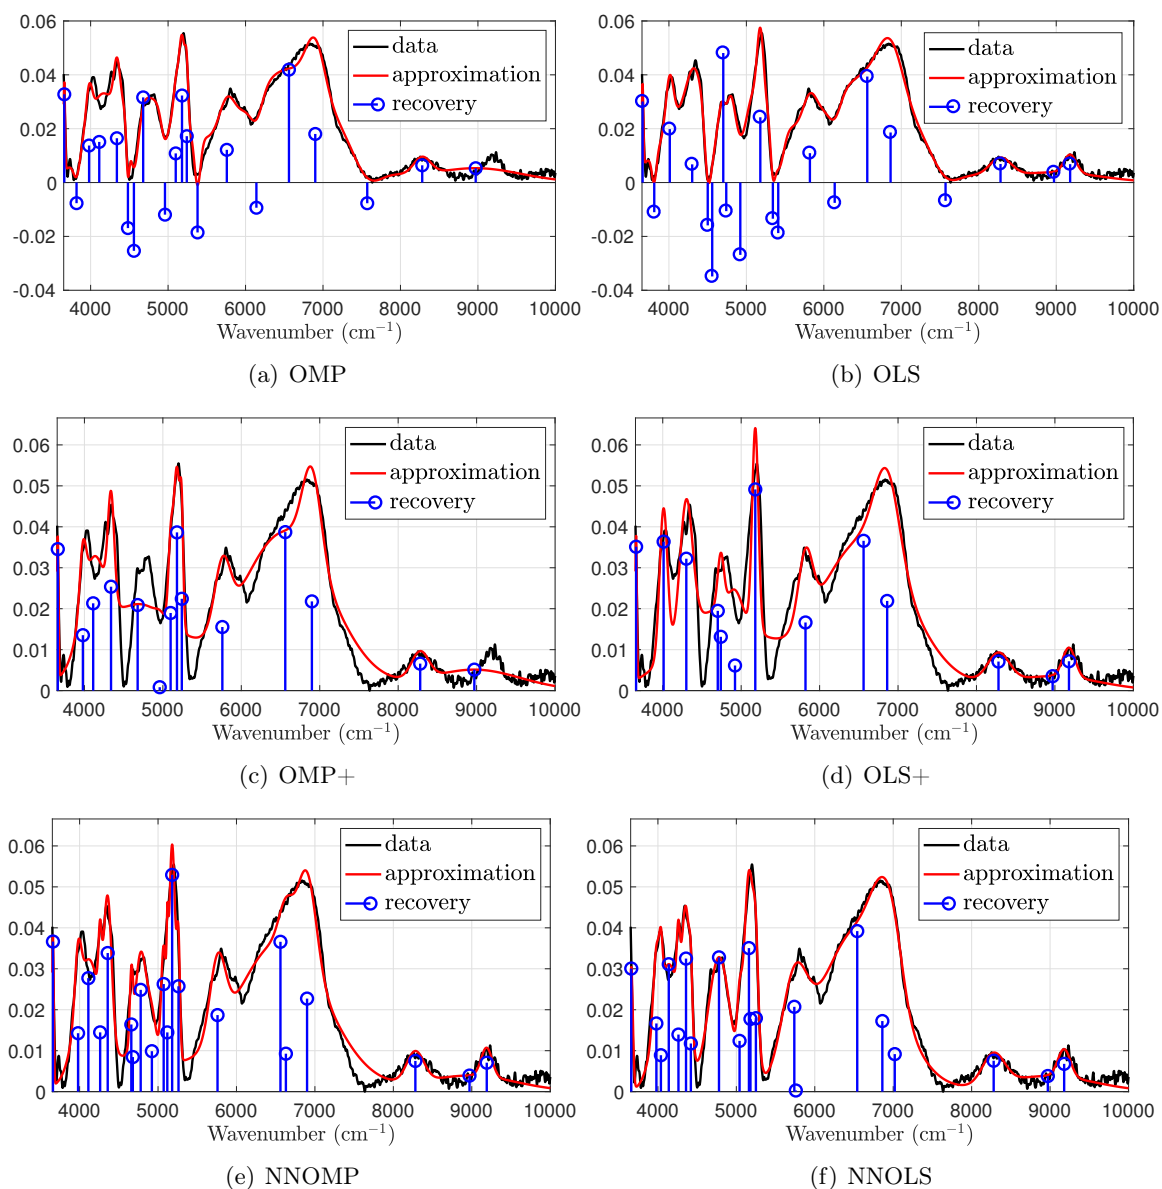 0.06
0.04
0.02
0
-0.02
-0.04
data
approximation
recovery
4000 5000 6000 7000 8000 9000 10000
Wavenumber (cm⁻¹)
(a) OMP
0.06
0.04
0.02
0
-0.02
-0.04
data
approximation
recovery
4000 5000 6000 7000 8000 9000 10000
Wavenumber (cm⁻¹)
(b) OLS
0.06
0.05
0.04
0.03
0.02
0.01
0
data
approximation
recovery
4000 5000 6000 7000 8000 9000 10000
Wavenumber (cm⁻¹)
(c) OMP+
0.06
0.05
0.04
0.03
0.02
0.01
0
data
approximation
recovery
4000 5000 6000 7000 8000 9000 10000
Wavenumber (cm⁻¹)
(d) OLS+
0.06
0.05
0.04
0.03
0.02
0.01
0
data
approximation
recovery
4000 5000 6000 7000 8000 9000 10000
Wavenumber (cm⁻¹)
(e) NNOMP
0.06
0.05
0.04
0.03
0.02
0.01
0
data
approximation
recovery
4000 5000 6000 7000 8000 9000 10000
Wavenumber (cm⁻¹)
(f) NNOLS